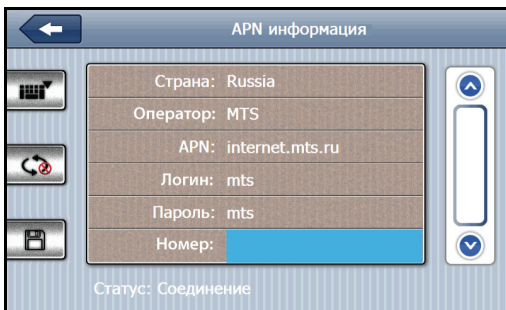 APN информация
Страна: Russia
Оператор: MTS
APN: internet.mts.ru
Логин: mts
Пароль: mts
Номер:
Статус: Соединение